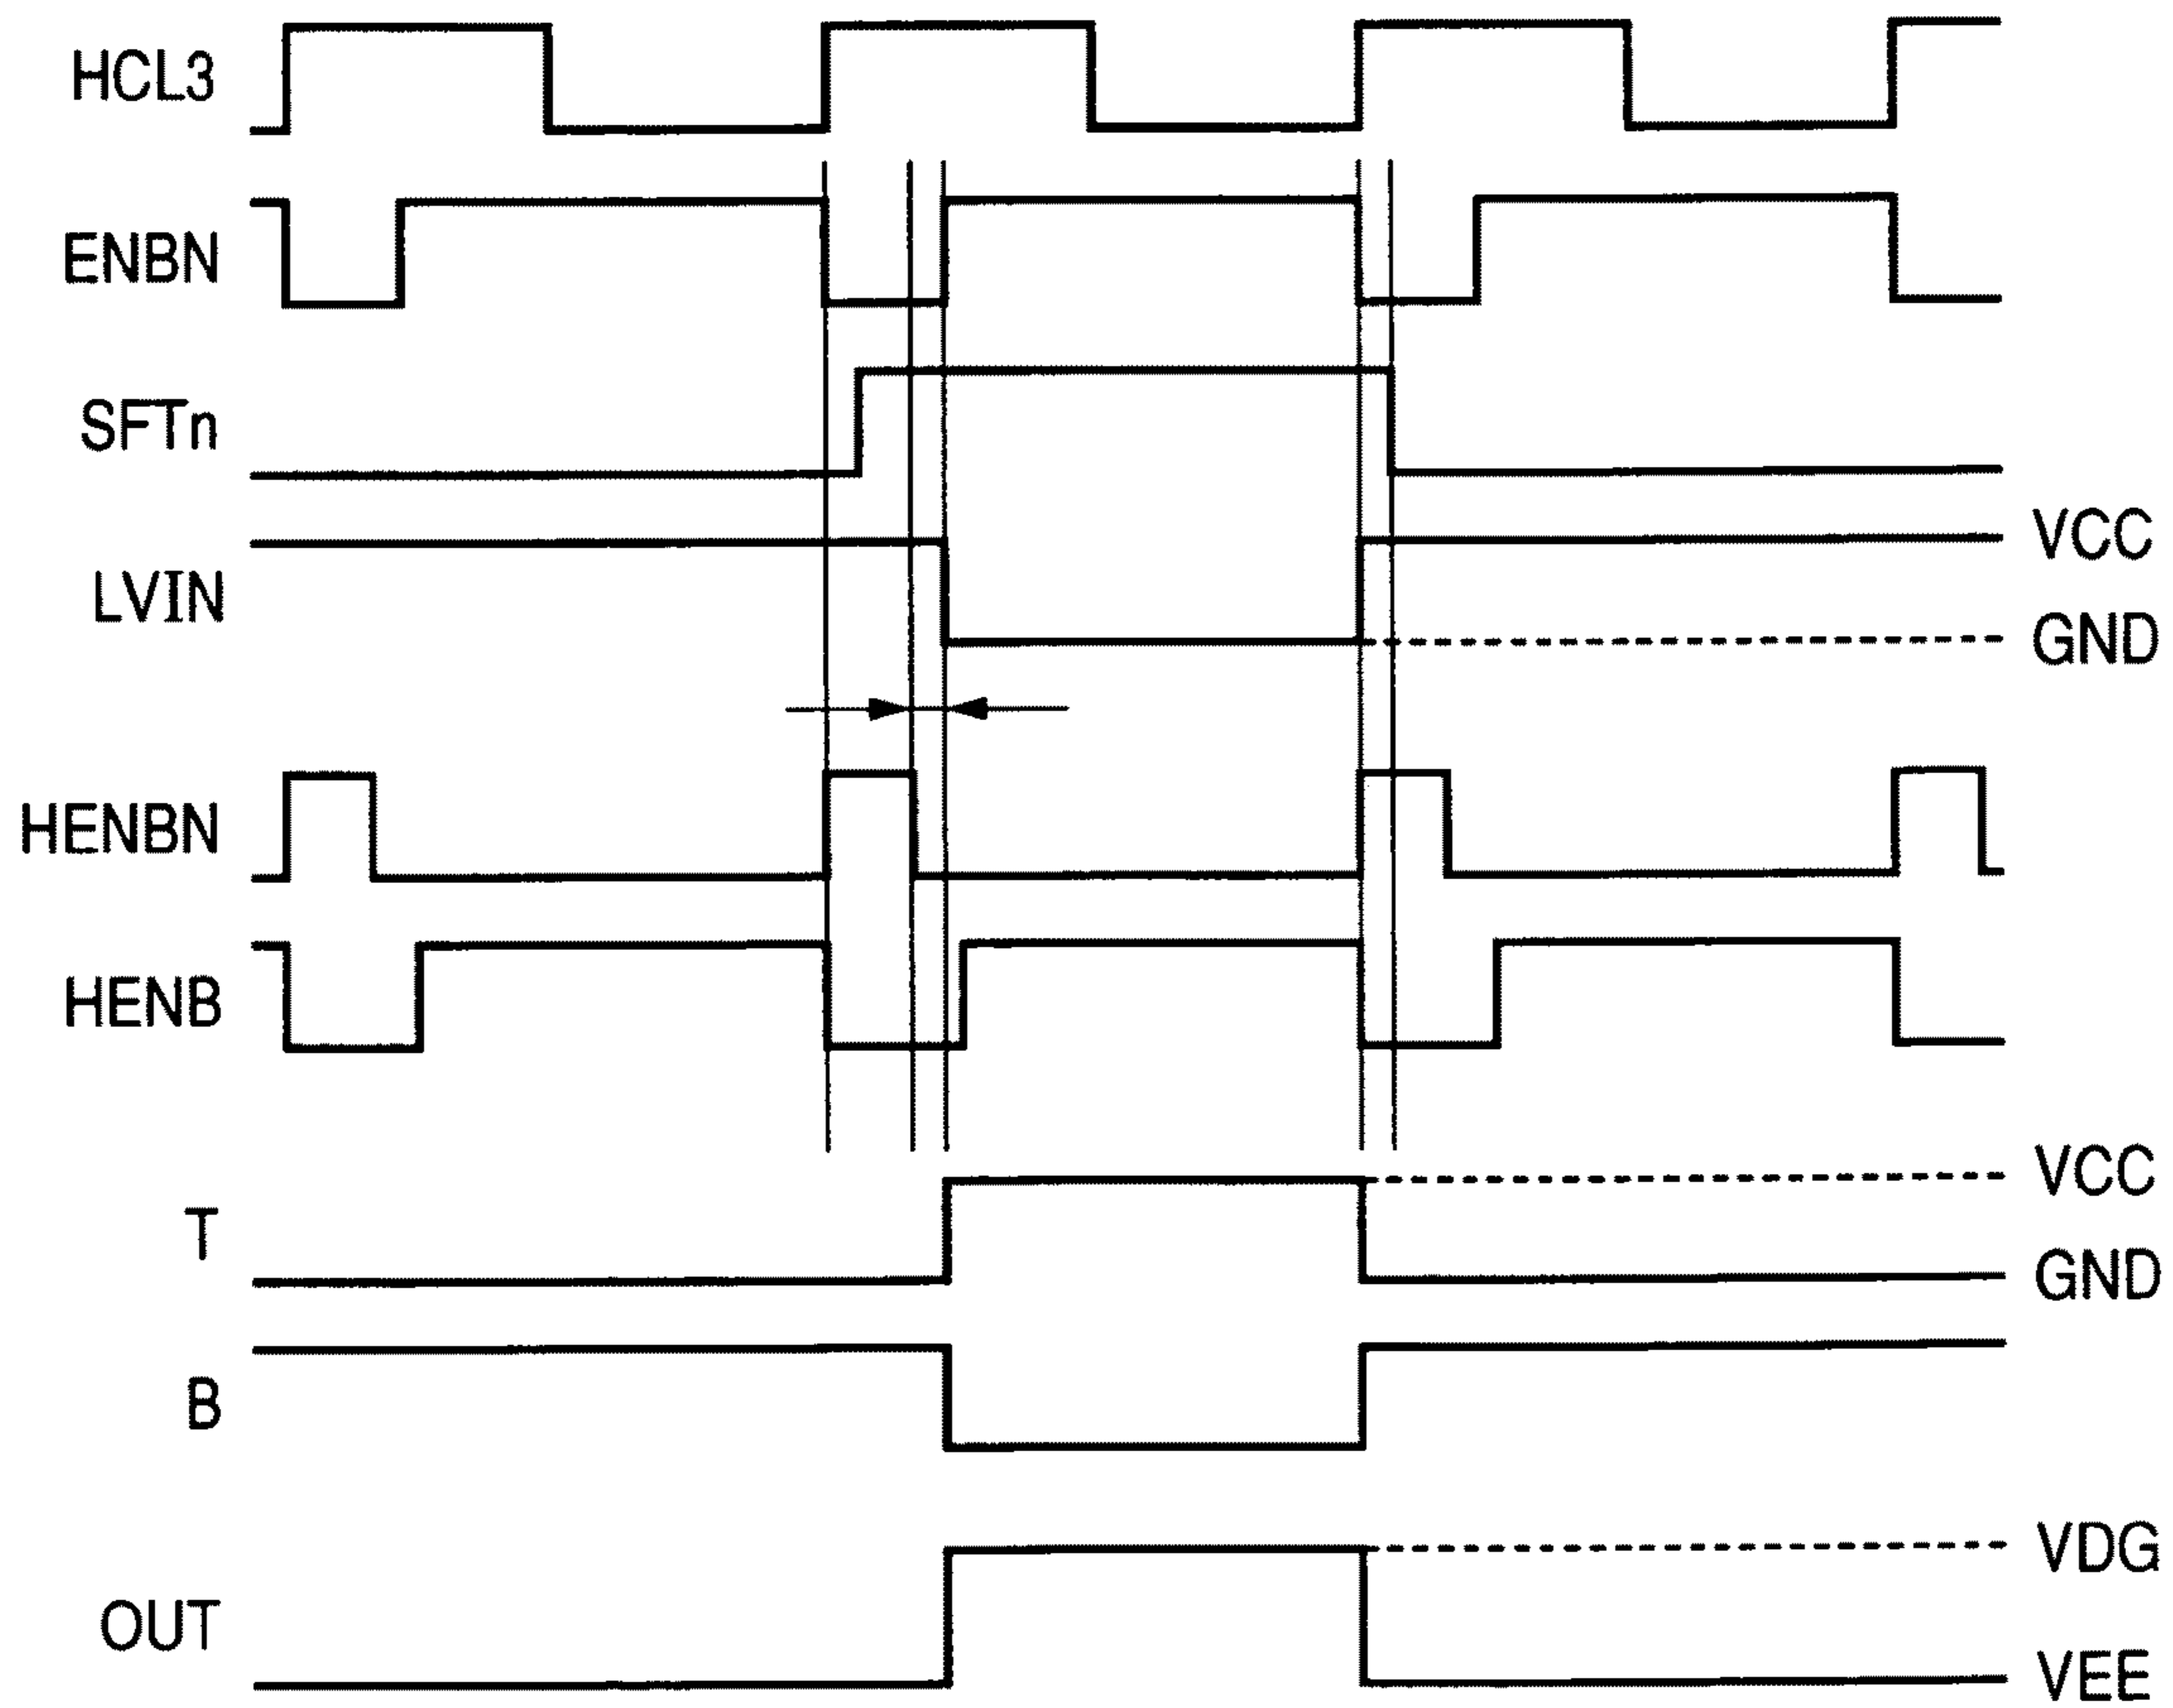 HCL3
ENBN
SFTn
VCC
LVIN
GND
HENBN
HENB
VCC
T
GND
B
VDG
OUT
VEE